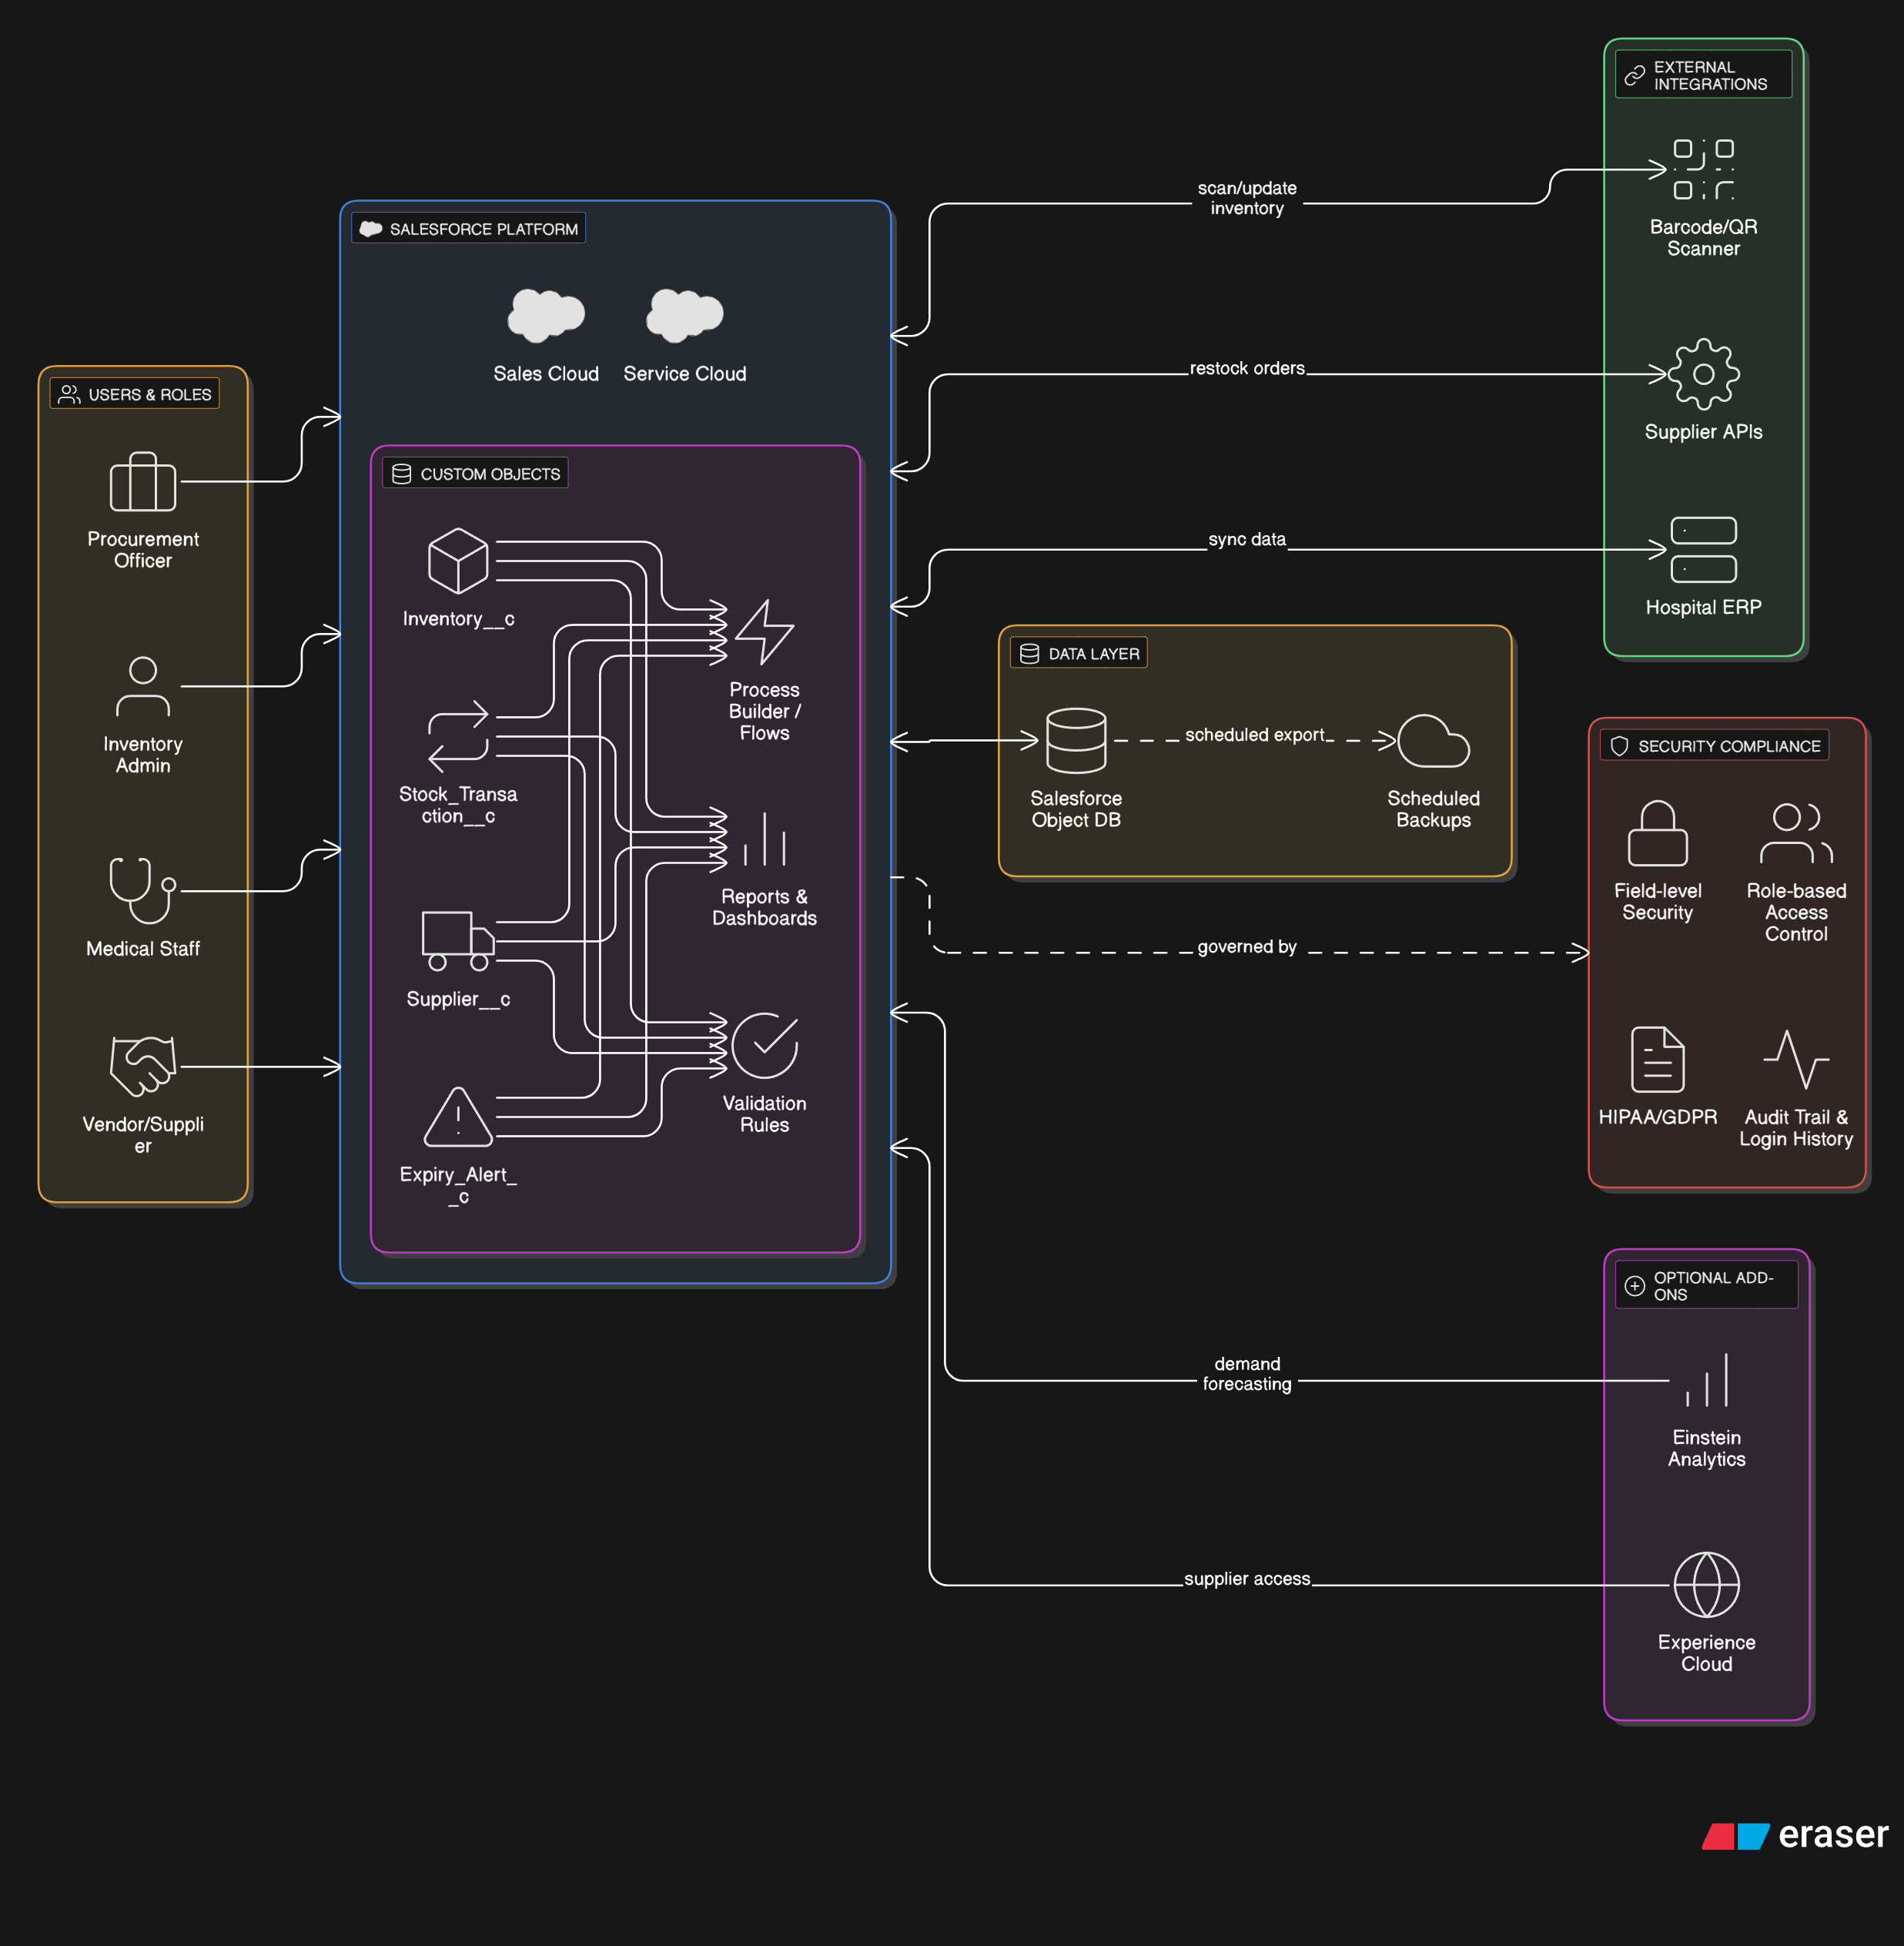 EXTERNAL
INTEGRATIONS
Barcode/QR
Scanner
Supplier APIs
Hospital ERP
scan/update
inventory
restock orders
sync data
SALESFORCE PLATFORM
Sales Cloud
Service Cloud
USERS & ROLES
Procurement
Officer
Inventory
Admin
Medical Staff
Vendor/Suppli
er
CUSTOM OBJECTS
Inventory__c
Stock_Transa
ction__c
Supplier__c
Expiry_Alert_
_c
Process
Builder /
Flows
Reports &
Dashboards
Validation
Rules
DATA LAYER
Salesforce
Object DB
scheduled export
Scheduled
Backups
governed by
SECURITY COMPLIANCE
Field-level
Security
Role-based
Access
Control
HIPAA/GDPR
Audit Trail &
Login History
OPTIONAL ADD-
ONS
demand
forecasting
Einstein
Analytics
supplier access
Experience
Cloud
eraser